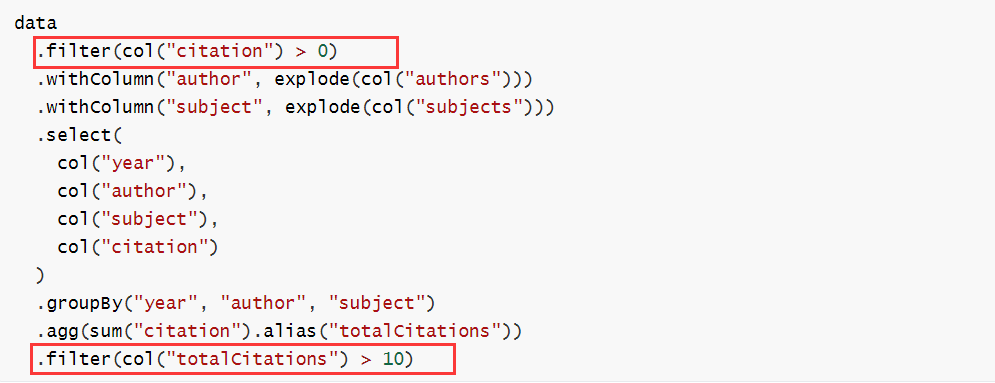 data
  .filter(col("citation") > 0)
  .withColumn("author", explode(col("authors")))
  .withColumn("subject", explode(col("subjects")))
  .select(
    col("year"),
    col("author"),
    col("subject"),
    col("citation")
  )
  .groupBy("year", "author", "subject")
  .agg(sum("citation").alias("totalCitations"))
  .filter(col("totalCitations") > 10)